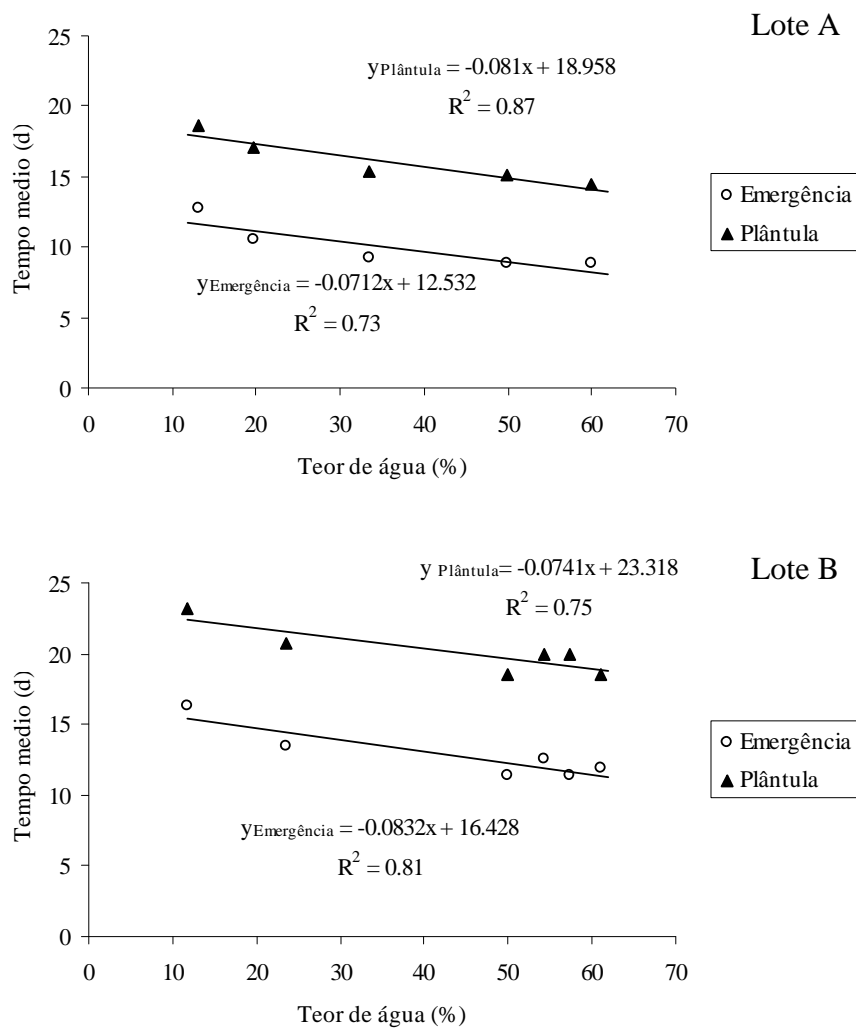 Lote A
25
20
15
10
5
0
Tempo medio (d)
yPlântula = -0.081x + 18.958
R² = 0.87
yEmergência = -0.0712x + 12.532
R² = 0.73
0 10 20 30 40 50 60 70
Teor de água (%)
Emergência
Plântula
Lote B
25
20
15
10
5
0
Tempo medio (d)
y Plântula= -0.0741x + 23.318
R² = 0.75
yEmergência = -0.0832x + 16.428
R² = 0.81
0 10 20 30 40 50 60 70
Teor de água (%)
Emergência
Plântula